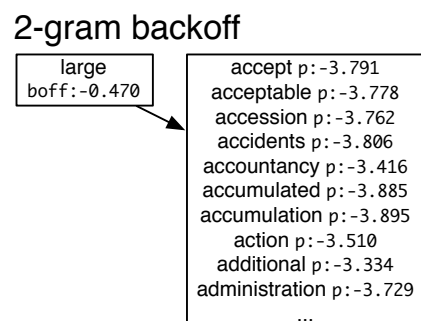 2-gram backoff
large
boff:-0.470
accept p:-3.791
acceptable p:-3.778
accession p:-3.762
accidents p:-3.806
accountancy p:-3.416
accumulated p:-3.885
accumulation p:-3.895
action p:-3.510
additional p:-3.334
administration p:-3.729
...